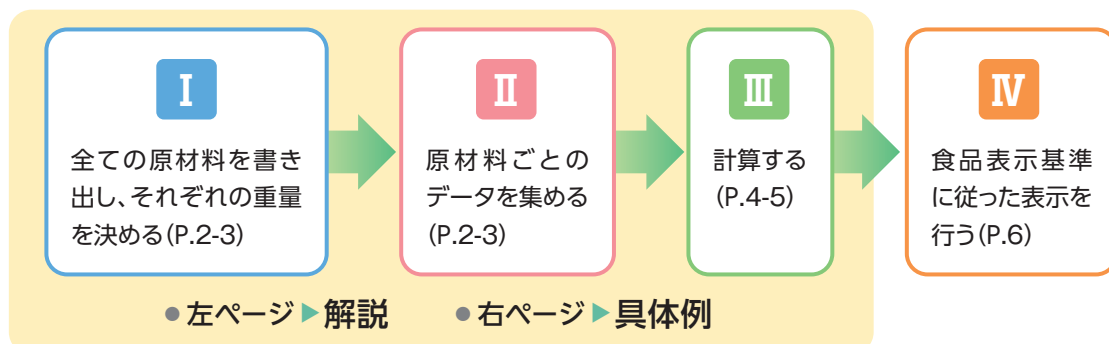 Ⅰ
全ての原材料を書き
出し、それぞれの重量
を決める(P.2-3)
Ⅱ
原材料ごとの
データを集める
(P.2-3)
Ⅲ
計算する
(P.4-5)
Ⅳ
食品表示基準
に従った表示を
行う(P.6)
●左ページ▶解説 ●右ページ▶具体例